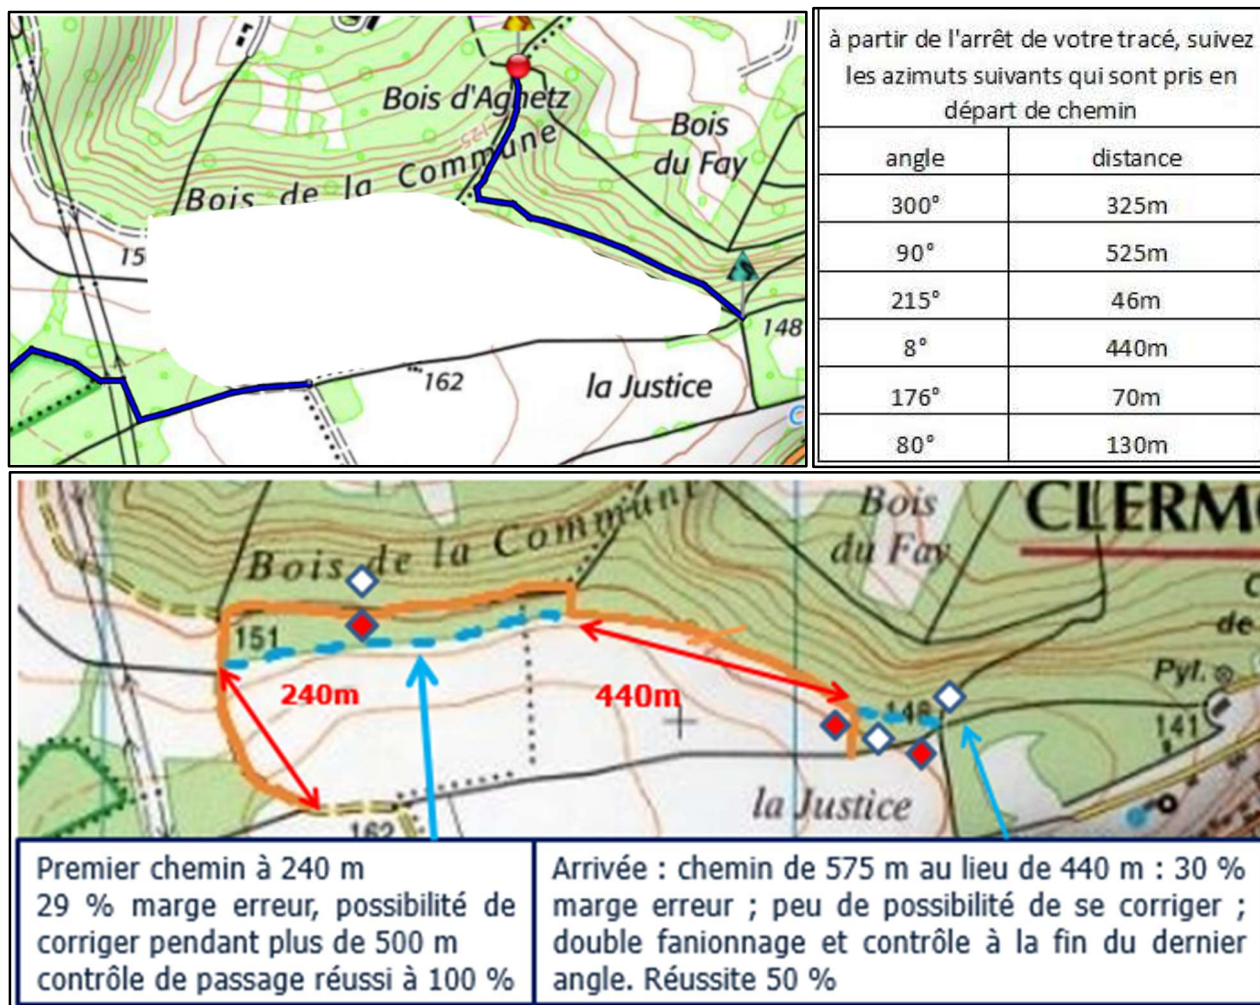 Bois d'Agnetz
125
Bois
du Fay
Bois de la Commune
148
162
la Justice
à partir de l'arrêt de votre tracé, suivez
les azimuts suivants qui sont pris en
départ de chemin
angle distance
300° 325m
90° 525m
215° 46m
8° 440m
176° 70m
80° 130m
Bois
du Fay
CLERM
Bois de la Commune
de
151
240m
440m
148
Pyl.
141
la Justice
162
Premier chemin à 240 m
29 % marge erreur, possibilité de
corriger pendant plus de 500 m
contrôle de passage réussi à 100 %
Arrivée : chemin de 575 m au lieu de 440 m : 30 %
marge erreur ; peu de possibilité de se corriger ;
double fanionnage et contrôle à la fin du dernier
angle. Réussite 50 %